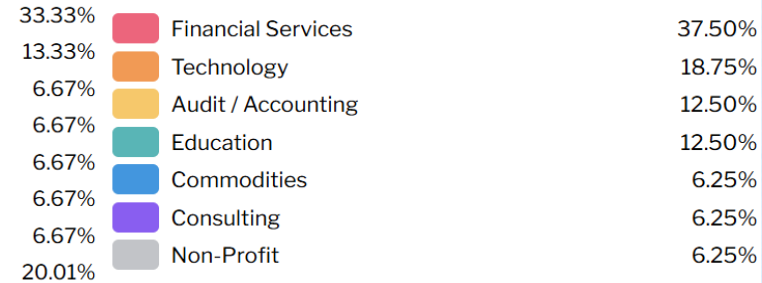 33.33%
Financial Services 37.50%
13.33%
Technology 18.75%
6.67%
Audit / Accounting 12.50%
6.67%
Education 12.50%
6.67%
Commodities 6.25%
6.67%
Consulting 6.25%
6.67%
Non-Profit 6.25%
20.01%